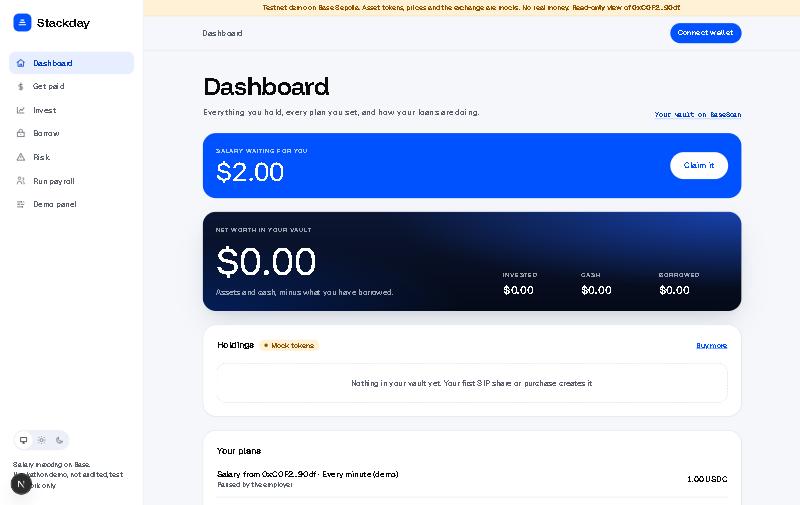 Testnet demo on Base Sepolia. Asset tokens, prices and the exchange are mocks. No real money. Read-only view of 0xC0F2...90df.
Stackday
Dashboard
Connect wallet
Dashboard
Get paid
Invest
Borrow
Risk
Run payroll
Demo panel
Dashboard
Everything you hold, every plan you set, and how your loans are doing.
Your vault on BaseScan
SALARY WAITING FOR YOU
$2.00
Claim it
NET WORTH IN YOUR VAULT
$0.00
Assets and cash, minus what you have borrowed.
INVESTED
$0.00
CASH
$0.00
BORROWED
$0.00
Holdings
Mock tokens
Buy more
Nothing in your vault yet. Your first SIP share or purchase creates it
Your plans
Salary from 0xC0F2...90df · Every minute (demo)
Paused by the employer
1.00 USDC
Salary investing on Base.
demo, not audited, test
only
N